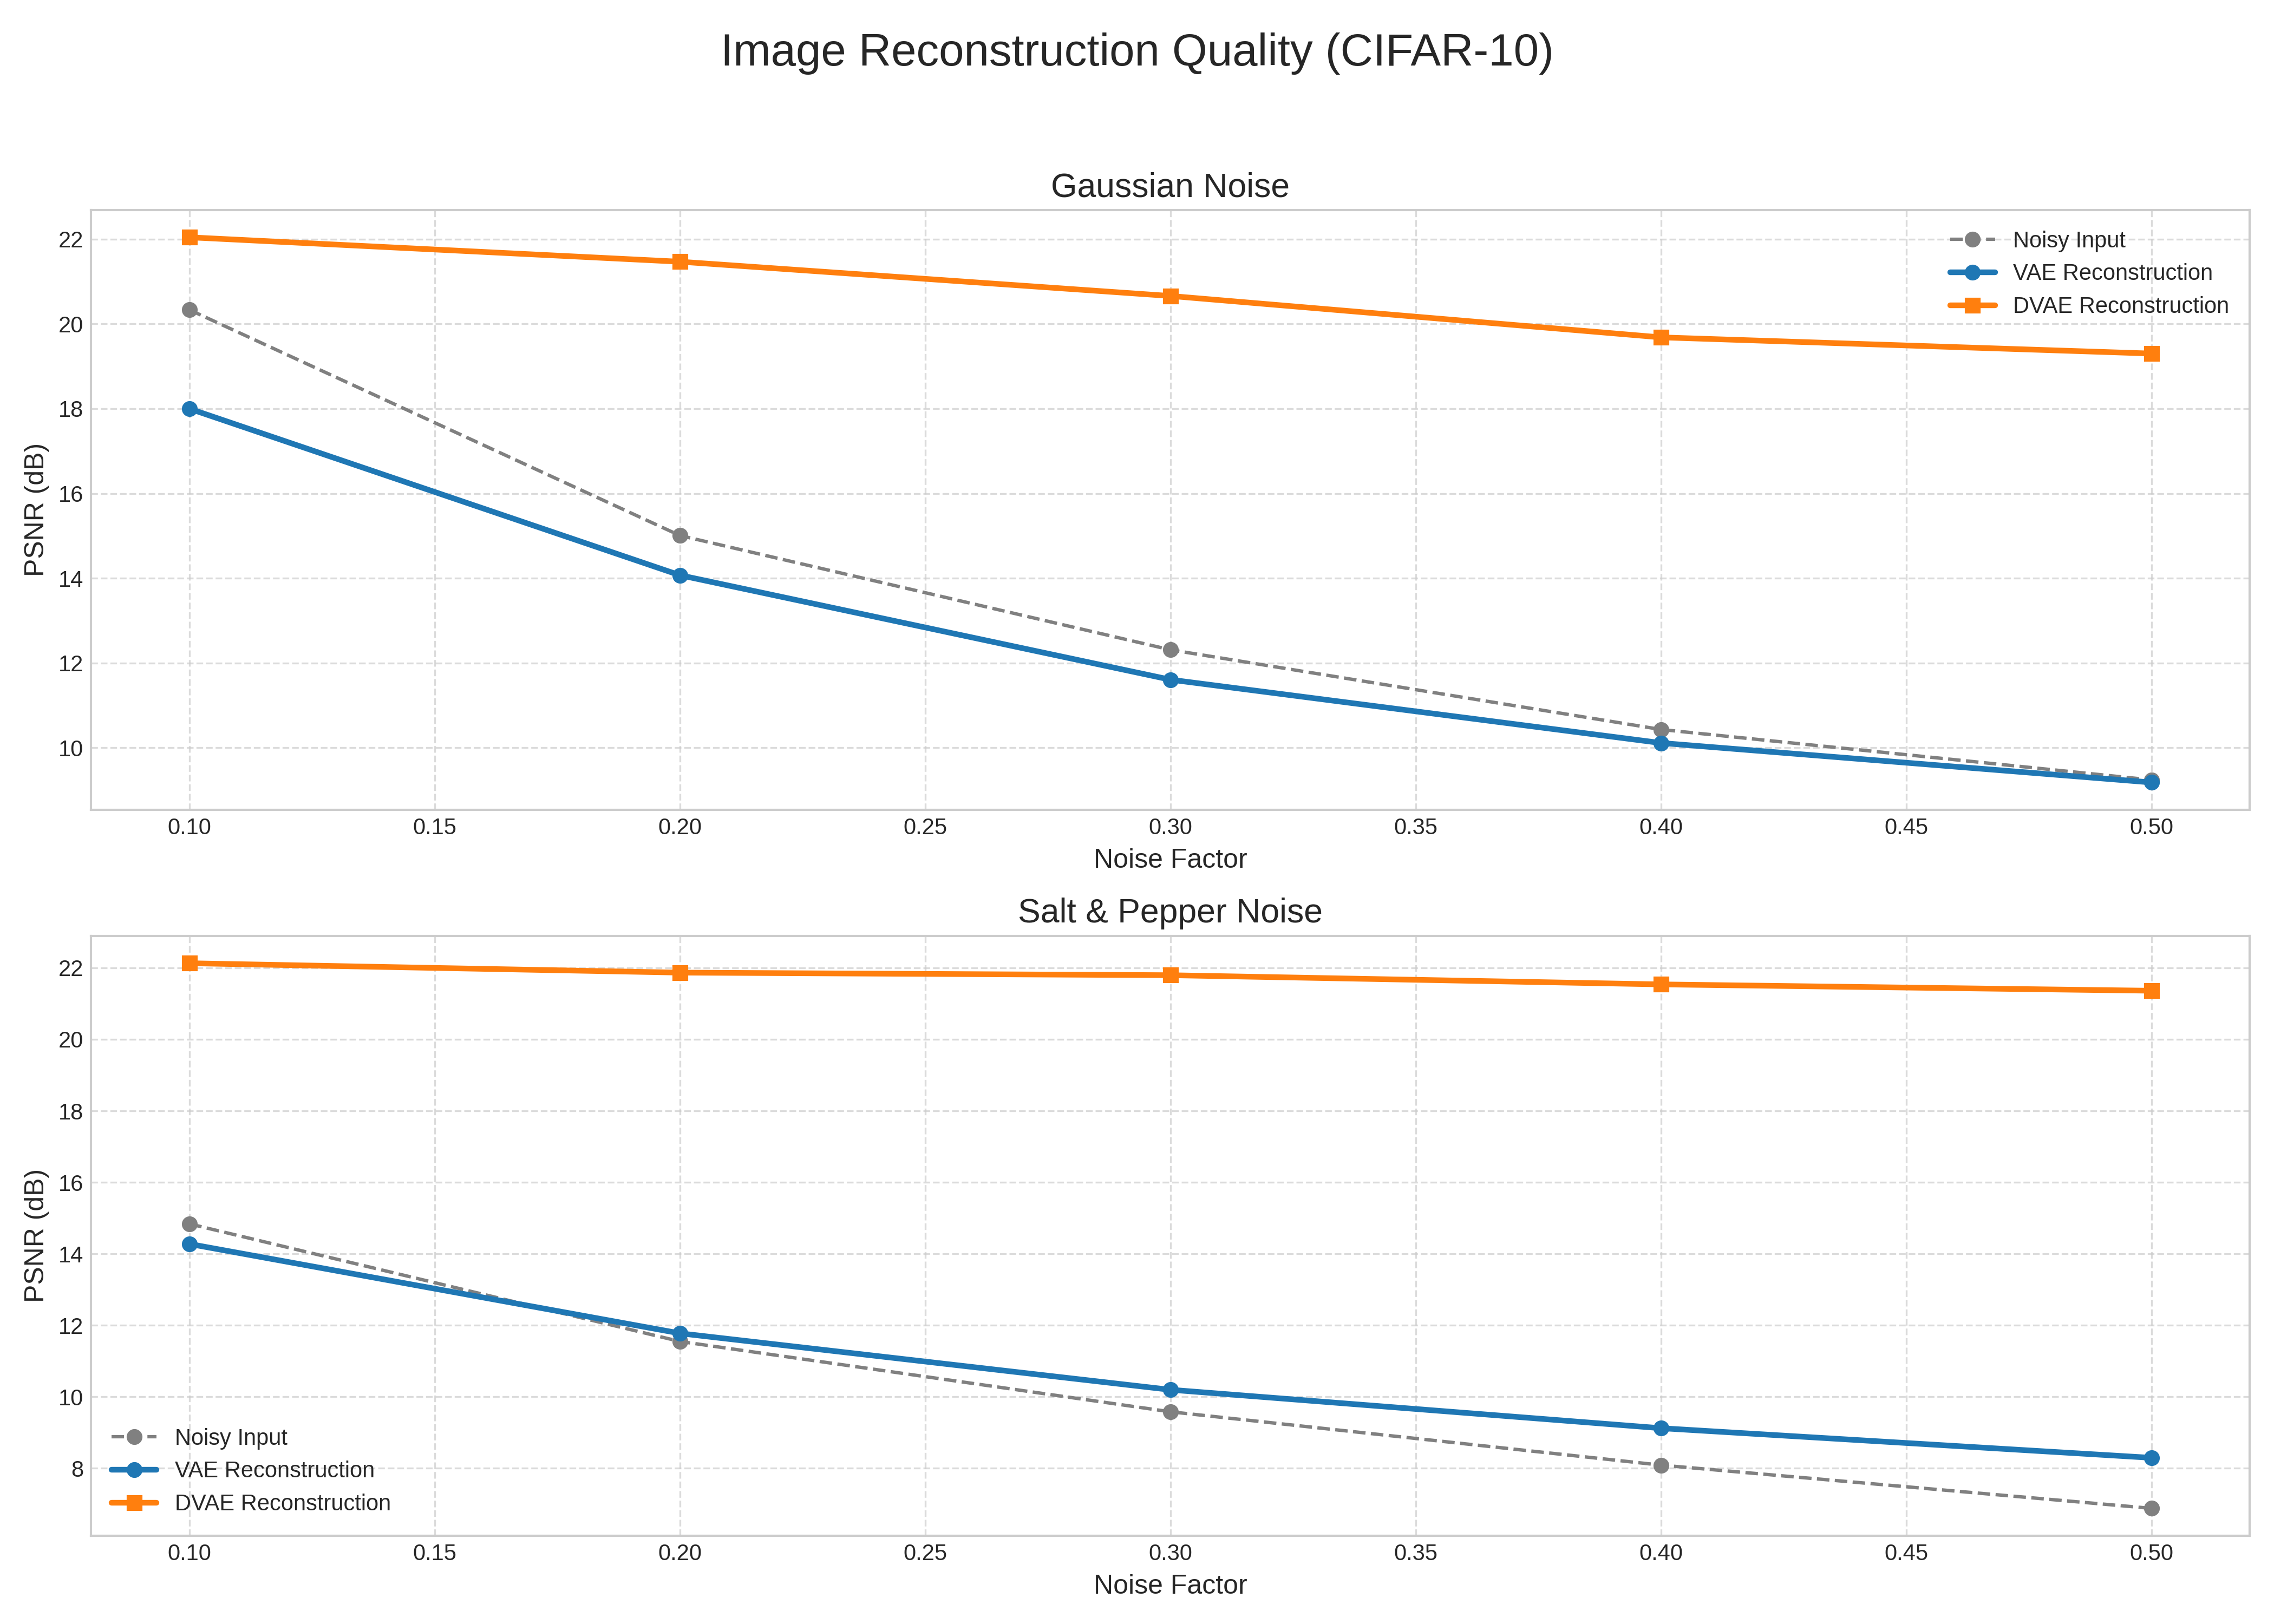 Image Reconstruction Quality (CIFAR-10)
Gaussian Noise
PSNR (dB)
22
20
18
16
14
12
10
Noisy Input
VAE Reconstruction
DVAE Reconstruction
0.10 0.15 0.20 0.25 0.30 0.35 0.40 0.45 0.50
Noise Factor
Salt & Pepper Noise
PSNR (dB)
22
20
18
16
14
12
10
8
Noisy Input
VAE Reconstruction
DVAE Reconstruction
0.10 0.15 0.20 0.25 0.30 0.35 0.40 0.45 0.50
Noise Factor